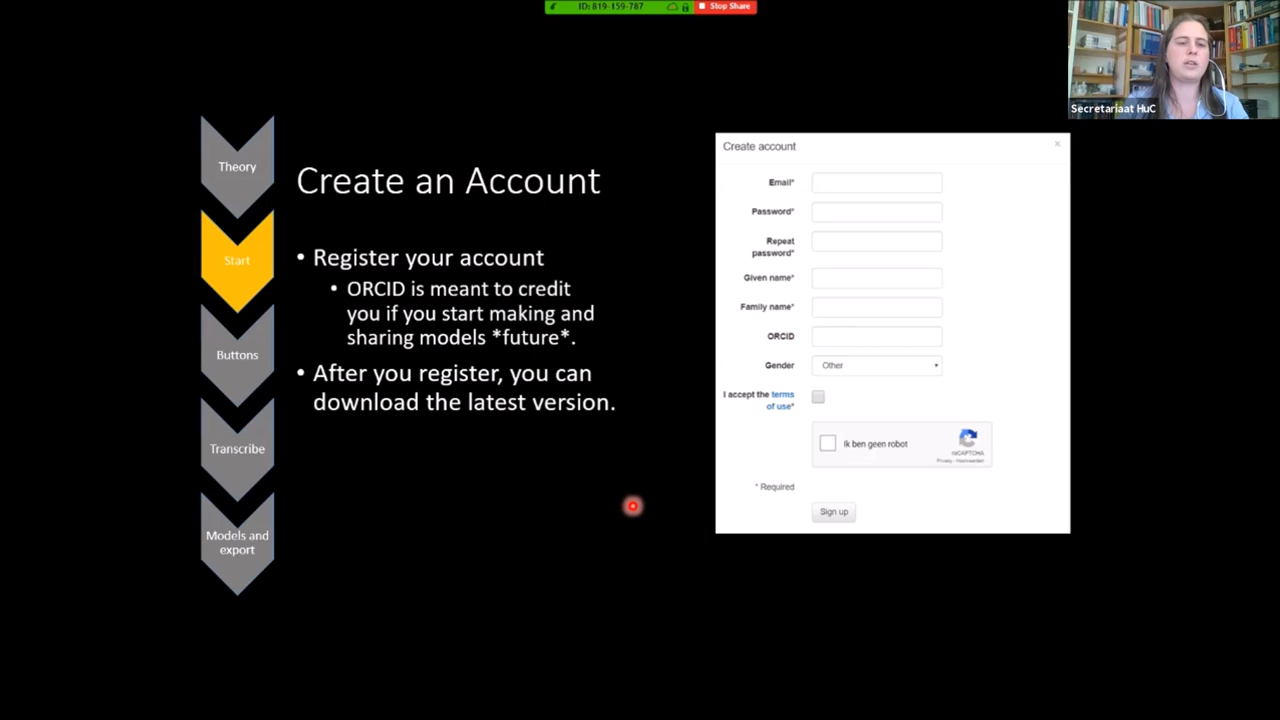 ID: 819-159-787
Stop Share
Secretariaat HuC
Theory
Start
Buttons
Transcribe
Models and
export
Create an Account
• Register your account
• ORCID is meant to credit
you if you start making and
sharing models *future*.
• After you register, you can
download the latest version.
Create account
×
Email*
Password*
Repeat
password*
Given name*
Family name*
ORCID
Gender
Other
I accept the terms
of use*
Ik ben geen robot
reCAPTCHA
Privacy - Voorwaarden
* Required
Sign up